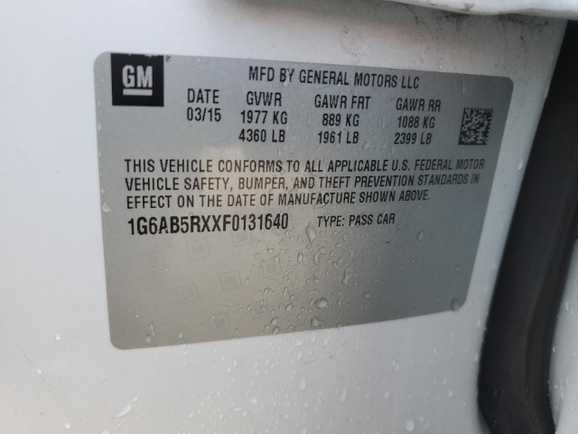 GM
MFD BY GENERAL MOTORS LLC
DATE GVWR GAWR FRT GAWR RR
03/15 1977 KG 889 KG 1088 KG
4360 LB 1961 LB 2399 LB
THIS VEHICLE CONFORMS TO ALL APPLICABLE U.S. FEDERAL MOTOR
VEHICLE SAFETY, BUMPER, AND THEFT PREVENTION STANDARDS IN
EFFECT ON THE DATE OF MANUFACTURE SHOWN ABOVE.
1G6AB5RXXF0131640 TYPE: PASS CAR